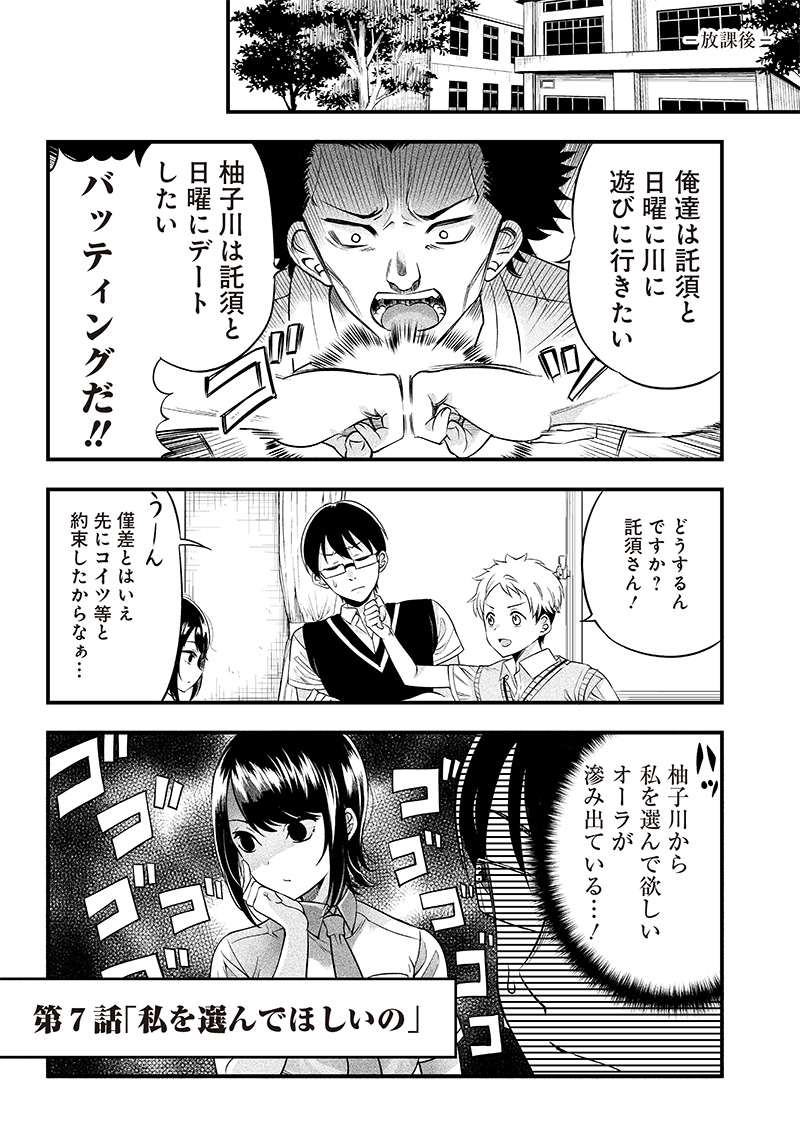 －放課後－
俺達は託須と
日曜に川に
遊びに行きたい
柚子川は託須と
日曜にデート
したい
バッティングだ!!
ゴッ
どうするん
ですか?
託須さん!
うーん
僅差とはいえ
先にコイツ等と
約束したからなぁ…
ハッ
柚子川から
私を選んで欲しい
オーラが
滲み出ている…!
ゴゴゴゴ
ゴゴゴ
第7話「私を選んでほしいの」